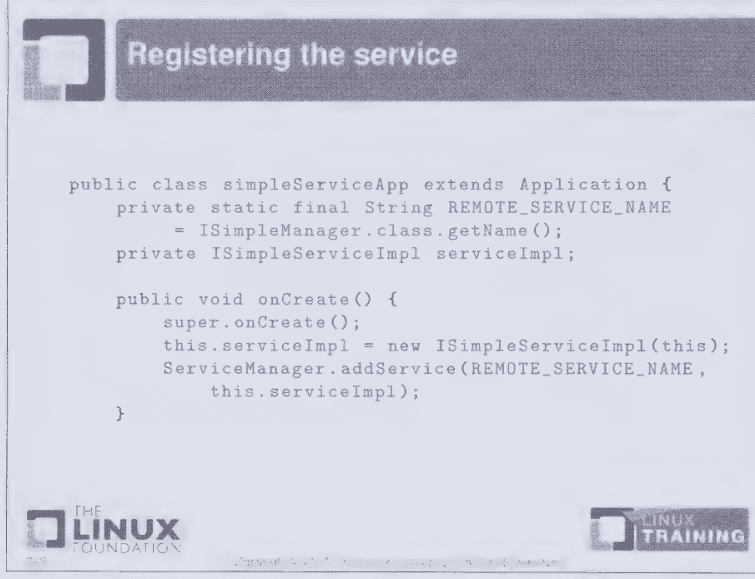 Registering the service
public class simpleServiceApp extends Application {
    private static final String REMOTE_SERVICE_NAME
        = ISimpleManager.class.getName();
    private ISimpleServiceImpl serviceImpl;
    public void onCreate() {
        super.onCreate();
        this.serviceImpl = new ISimpleServiceImpl(this);
        ServiceManager.addService(REMOTE_SERVICE_NAME,
            this.serviceImpl);
    }
THE
LINUX
FOUNDATION
LINUX
TRAINING